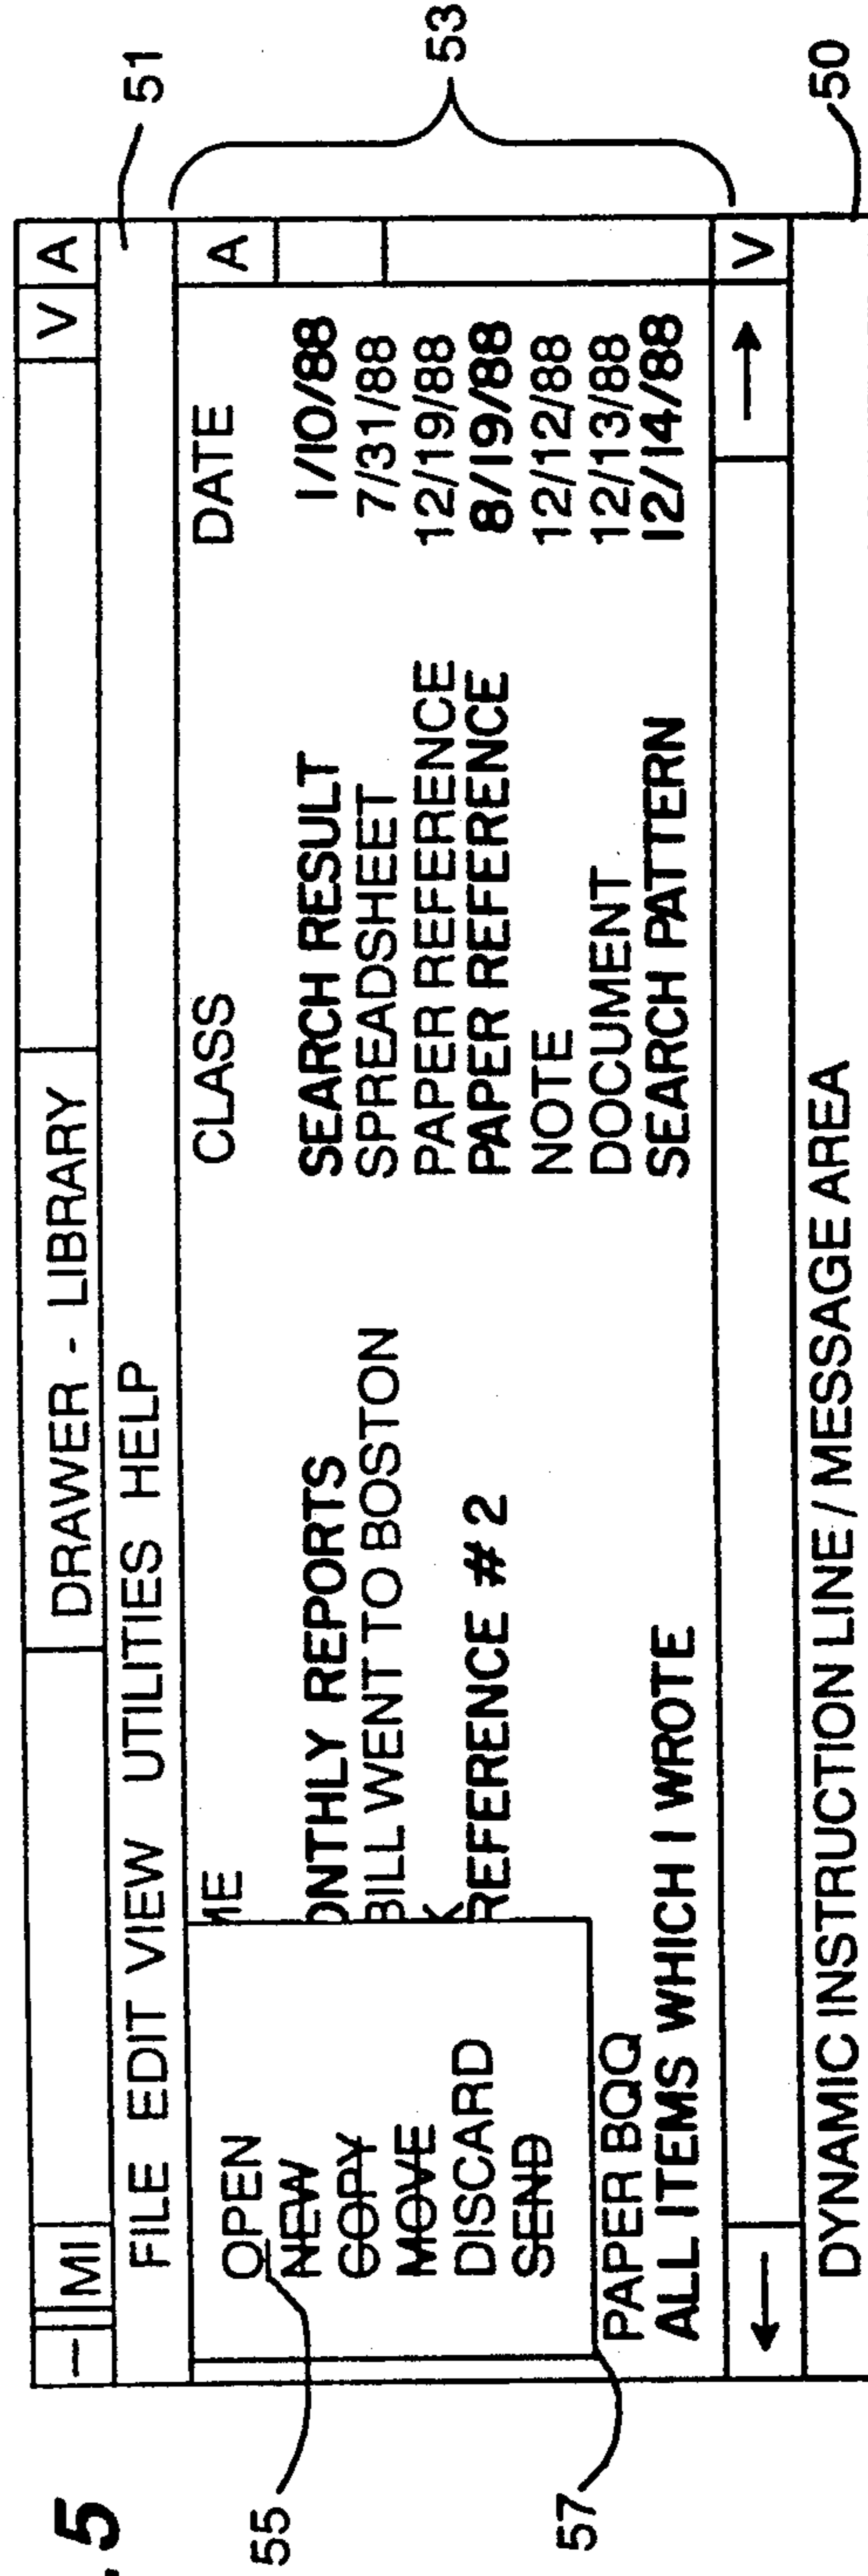 . 5
— MI DRAWER - LIBRARY V A
FILE EDIT VIEW UTILITIES HELP
51
ME CLASS DATE A
OPEN
NEW ONTHLY REPORTS SEARCH RESULT 1/10/88
55
COPY BILL WENT TO BOSTON SPREADSHEET 7/31/88
MOVE K PAPER REFERENCE 12/19/88
53
DISCARD REFERENCE # 2 PAPER REFERENCE 8/19/88
SEND NOTE 12/12/88
57
PAPER BQQ DOCUMENT 12/13/88
ALL ITEMS WHICH I WROTE SEARCH PATTERN 12/14/88
V
DYNAMIC INSTRUCTION LINE / MESSAGE AREA
50